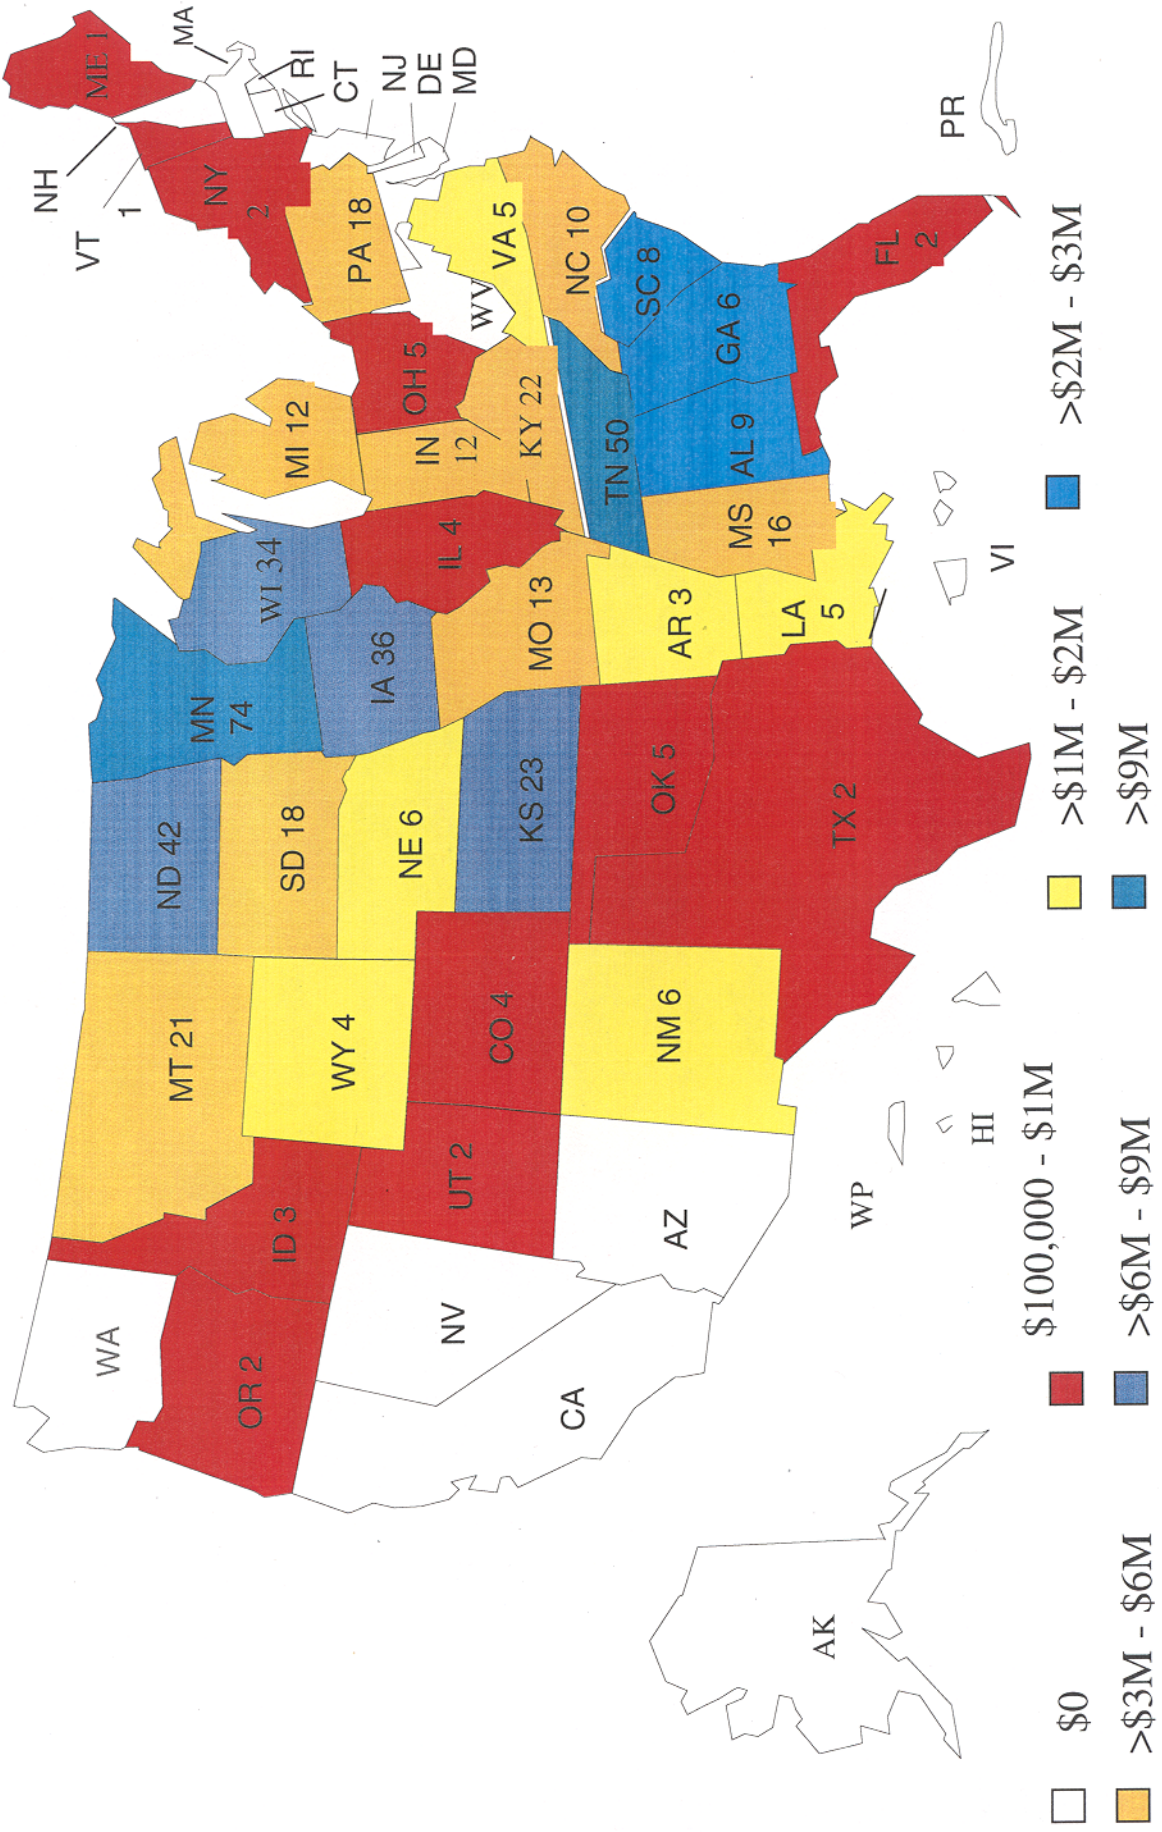 WA
OR 2
CA
NV
ID 3
MT 21
WY 4
UT 2
AZ
CO 4
NM 6
ND 42
SD 18
NE 6
KS 23
OK 5
TX 2
MN
74
IA 36
MO 13
AR 3
LA
5
WI 34
IL 4
MS
16
MI 12
IN
12
KY 22
TN 50
AL 9
OH 5
WV
VA 5
NC 10
SC 8
GA 6
FL
2
PA 18
NY
2
VT
1
NH
ME 1
MA
RI
CT
NJ
DE
MD
PR
VI
WP
HI
AK
$0
$100,000 - $1M
>$1M - $2M
>$2M - $3M
>$3M - $6M
>$6M - $9M
>$9M